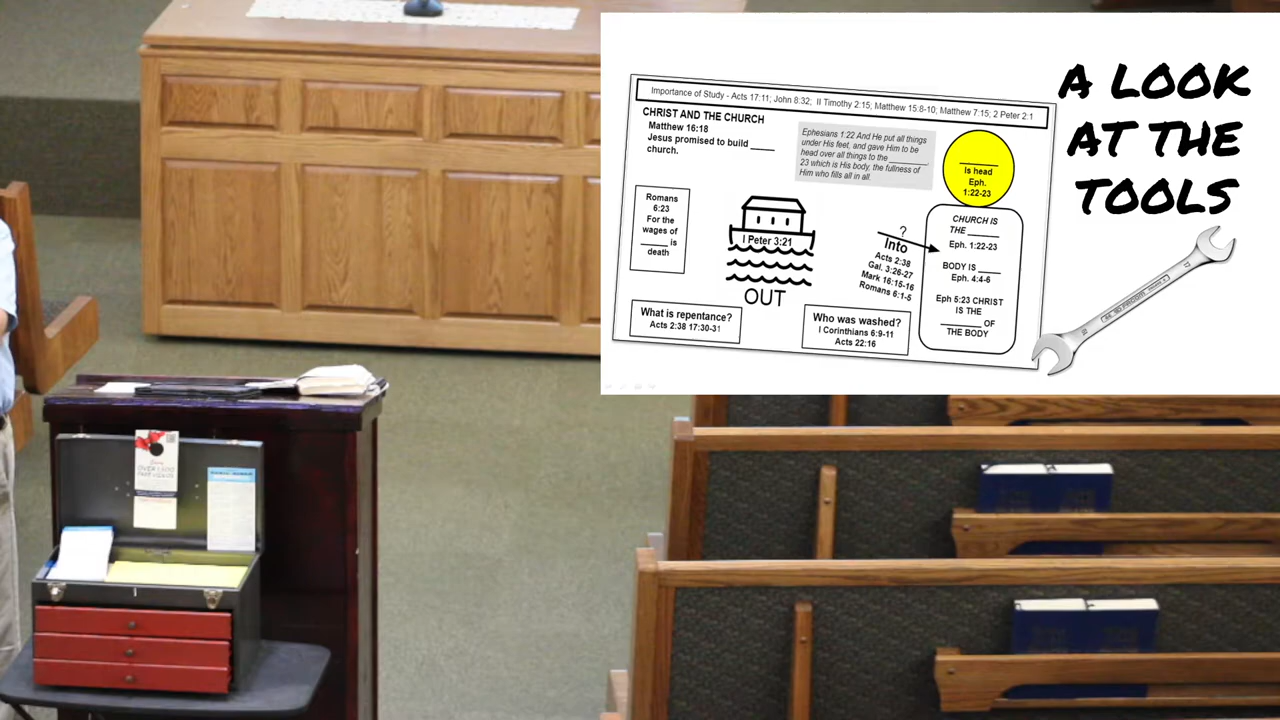 A LOOK
AT THE
TOOLS
Importance of Study - Acts 17:11; John 8:32; II Timothy 2:15; Matthew 15:8-10; Matthew 7:15; 2 Peter 2:1
CHRIST AND THE CHURCH
Matthew 16:18
Jesus promised to build ____
church.
Ephesians 1:22 And He put all things
under His feet, and gave Him to be
head over all things to the_______,
23 which is His body, the fullness of
Him who fills all in all.
_______
Is head
Eph.
1:22-23
Romans
6:23
For the
wages of
_____ is
death
I Peter 3:21
OUT
?
Into
Acts 2:38
Gal. 3:26-27
Mark 16:15-16
Romans 6:1-5
CHURCH IS
THE ______
Eph. 1:22-23
BODY IS ____
Eph. 4:4-6
Eph 5:23 CHRIST
IS THE
________ OF
THE BODY
What is repentance?
Acts 2:38 17:30-31
Who was washed?
I Corinthians 6:9-11
Acts 22:16